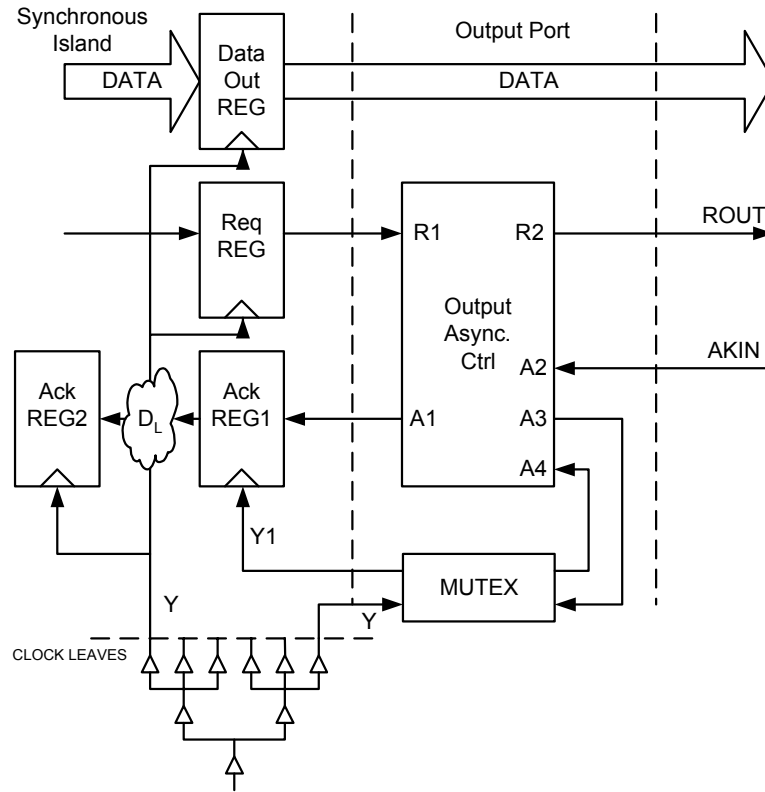 Synchronous
Island
Output Port
Data
Out
REG
DATA
DATA
Req
REG
R1
R2
ROUT
Output
Async.
Ctrl
Ack
REG2
D_L
Ack
REG1
A1
A2
AKIN
A3
A4
Y1
MUTEX
Y
Y
CLOCK LEAVES